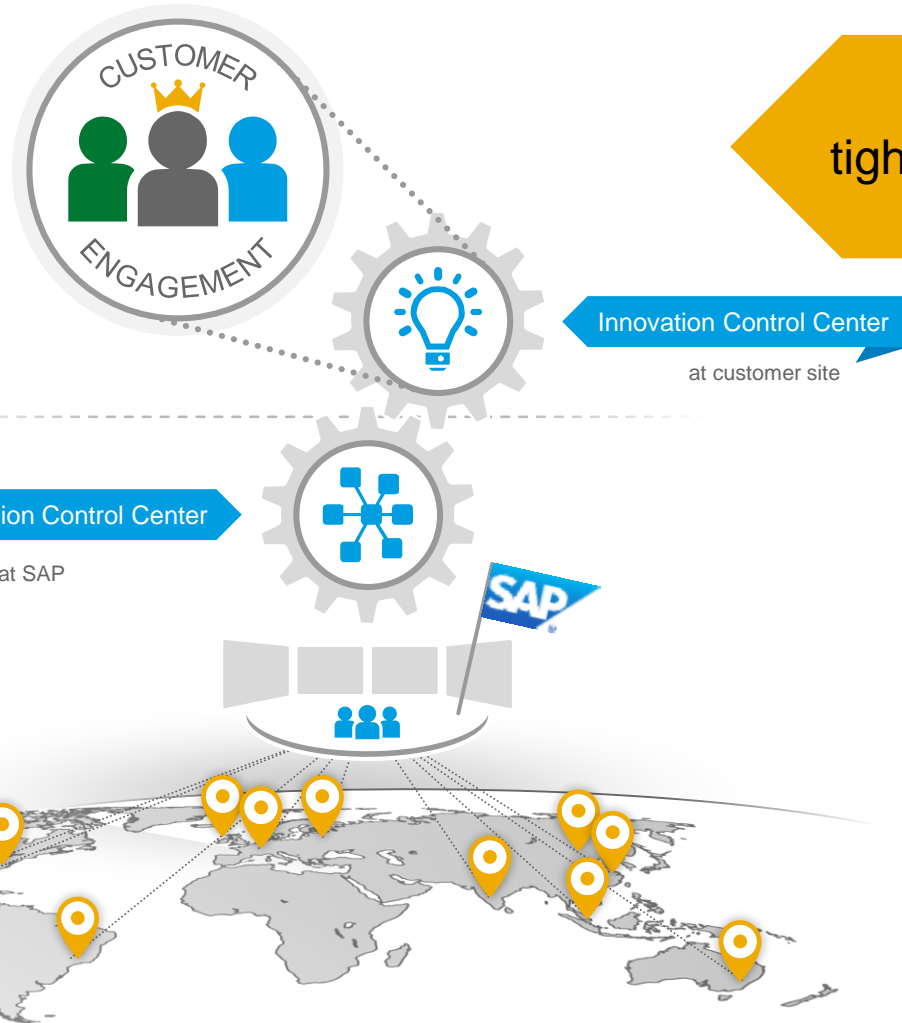 CUSTOMER
ENGAGEMENT
tigh
Innovation Control Center
at customer site
ion Control Center
at SAP
SAP